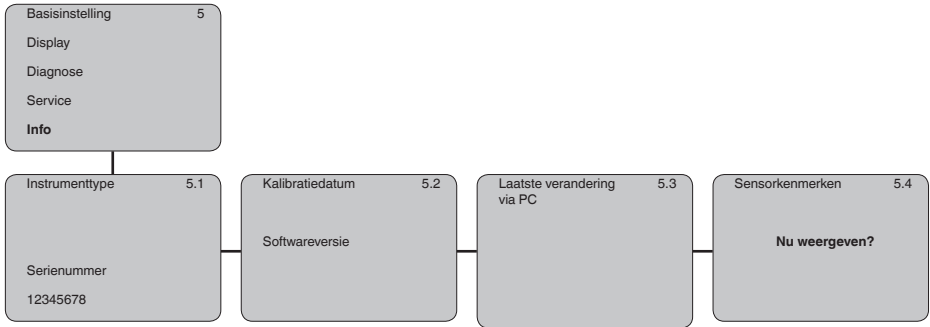 Basisinstelling 5
Display
Diagnose
Service
Info
Instrumenttype 5.1
Serienummer
12345678
Kalibratiedatum 5.2
Softwareversie
Laatste verandering 5.3
via PC
Sensorkenmerken 5.4
Nu weergeven?